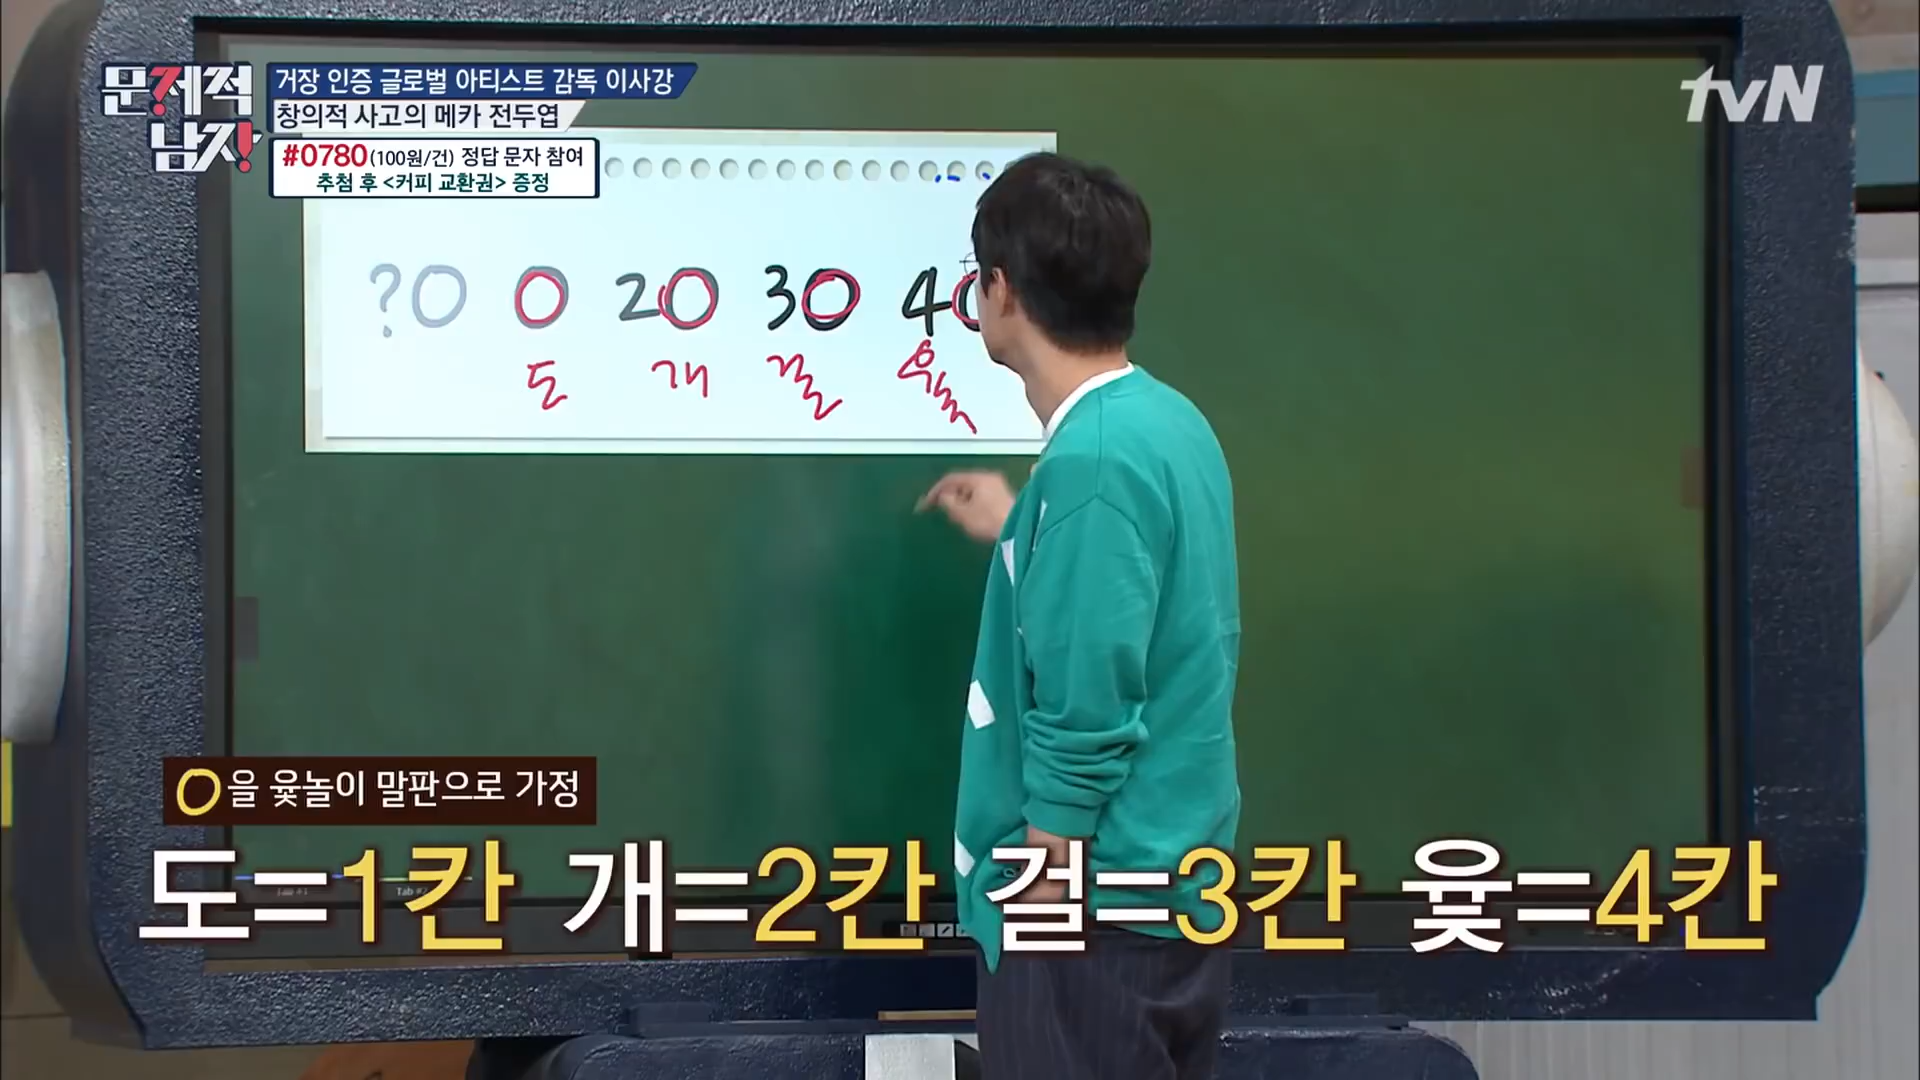 문제적
남자
거장 인증 글로벌 아티스트 감독 이사강
창의적 사고의 메카 전두엽
#0780(100원/건) 정답 문자 참여
추첨 후 <커피 교환권> 증정
tvN
?0 0 20 30 40
도 개 걸 윷
O을 윷놀이 말판으로 가정
도=1칸 개=2칸 걸=3칸 윷=4칸